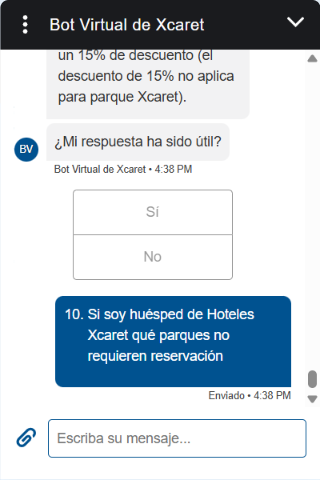 Bot Virtual de Xcaret
un 15% de descuento (el
descuento de 15% no aplica
para parque Xcaret).
¿Mi respuesta ha sido útil?
BV
Bot Virtual de Xcaret • 4:38 PM
Sí
No
10. Si soy huésped de Hoteles
Xcaret qué parques no
requieren reservación
Enviado • 4:38 PM
Escriba su mensaje...